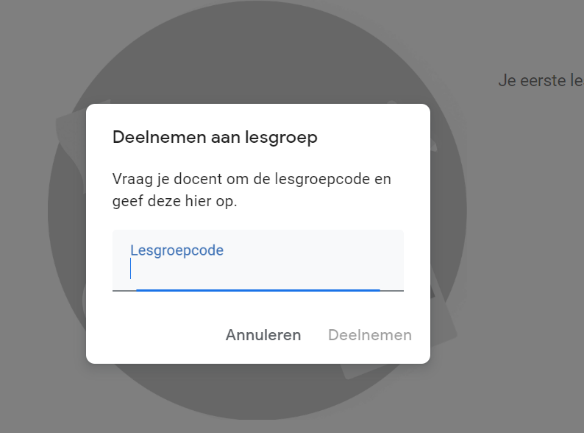 Je eerste le
Deelnemen aan lesgroep
Vraag je docent om de lesgroepcode en
geef deze hier op.
Lesgroepcode
Annuleren Deelnemen